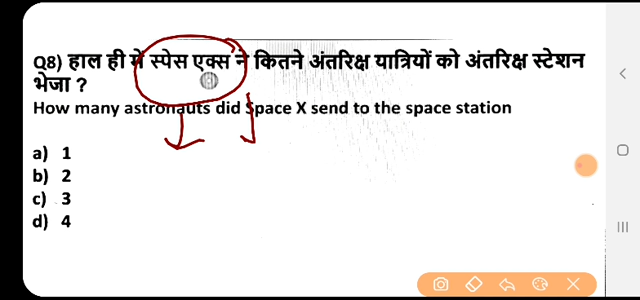 Q8) हाल ही में स्पेस एक्स ने कितने अंतरिक्ष यात्रियों को अंतरिक्ष स्टेशन
भेजा ?
How many astronauts did Space X send to the space station
a) 1
b) 2
c) 3
d) 4